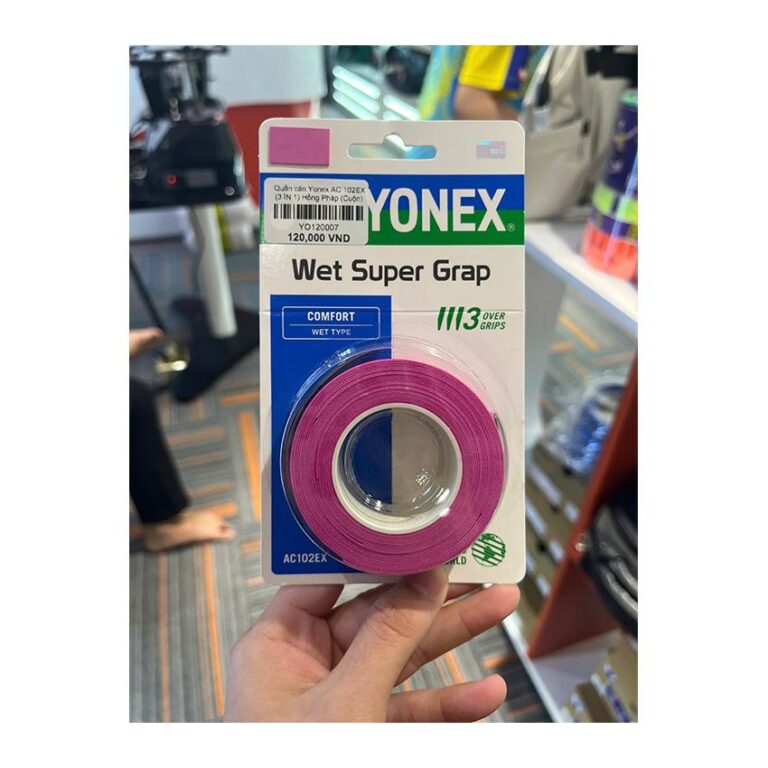 Quấn cán Yonex AC 102EX
(3 IN 1) Hồng Pháp (Cuộn)
YO120007
120,000 VND
YONEX
Wet Super Grap
COMFORT
WET TYPE
3 OVER
GRIPS
AC102EX